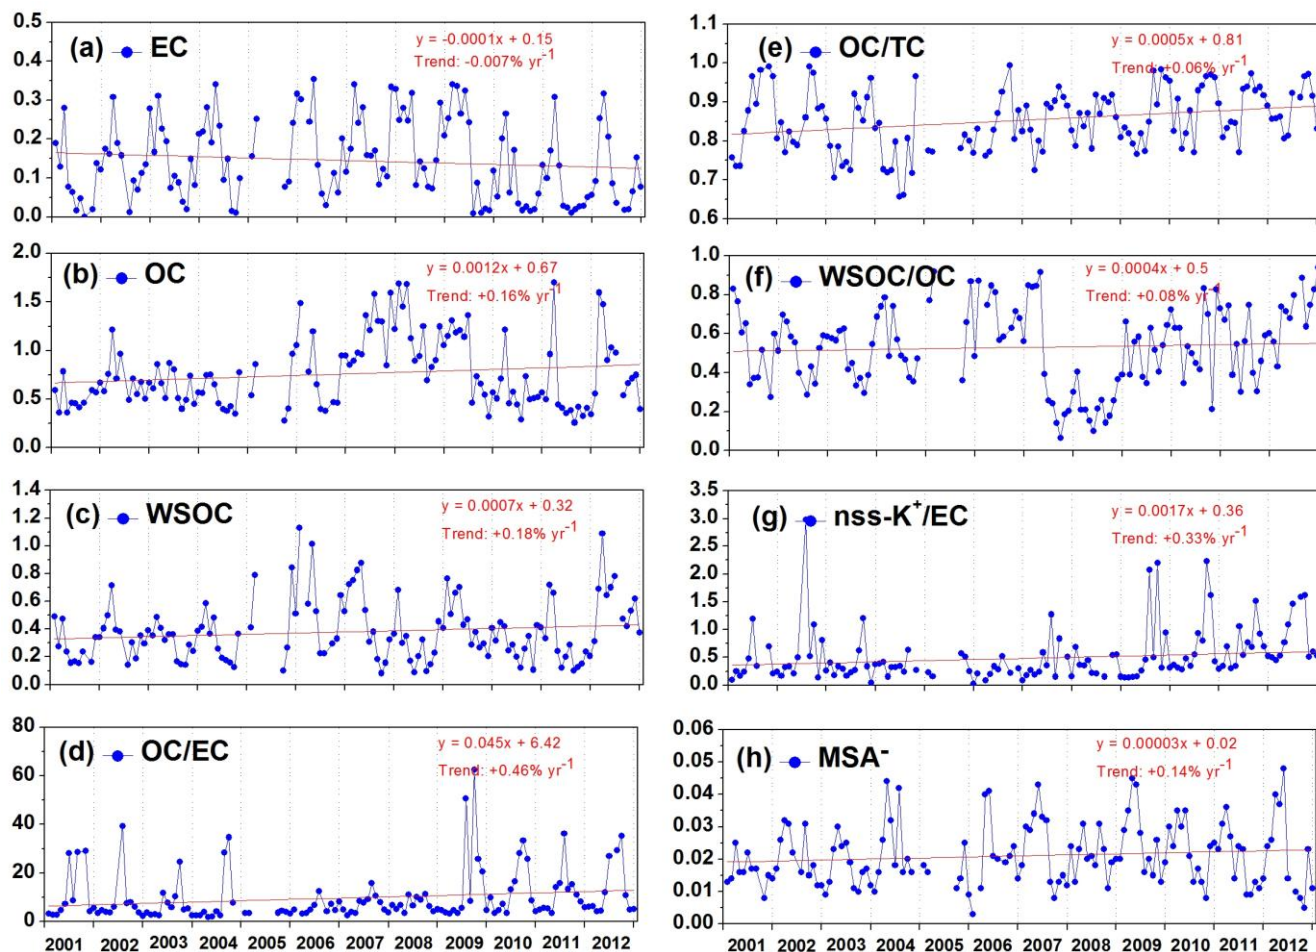 (a) EC
y = -0.0001x + 0.15
Trend: -0.007% yr-1
0.5
0.4
0.3
0.2
0.1
0.0
(b) OC
y = 0.0012x + 0.67
Trend: +0.16% yr-1
2.0
1.5
1.0
0.5
0.0
(c) WSOC
y = 0.0007x + 0.32
Trend: +0.18% yr-1
1.4
1.2
1.0
0.8
0.6
0.4
0.2
0.0
(d) OC/EC
y = 0.045x + 6.42
Trend: +0.46% yr-1
80
60
40
20
0
2001 2002 2003 2004 2005 2006 2007 2008 2009 2010 2011 2012
(e) OC/TC
y = 0.0005x + 0.81
Trend: +0.06% yr-1
1.1
1.0
0.9
0.8
0.7
0.6
(f) WSOC/OC
y = 0.0004x + 0.5
Trend: +0.08% yr-1
1.0
0.8
0.6
0.4
0.2
0.0
(g) nss-K+/EC
y = 0.0017x + 0.36
Trend: +0.33% yr-1
3.5
3.0
2.5
2.0
1.5
1.0
0.5
0.0
(h) MSA-
y = 0.00003x + 0.02
Trend: +0.14% yr-1
0.06
0.05
0.04
0.03
0.02
0.01
0.00
2001 2002 2003 2004 2005 2006 2007 2008 2009 2010 2011 2012